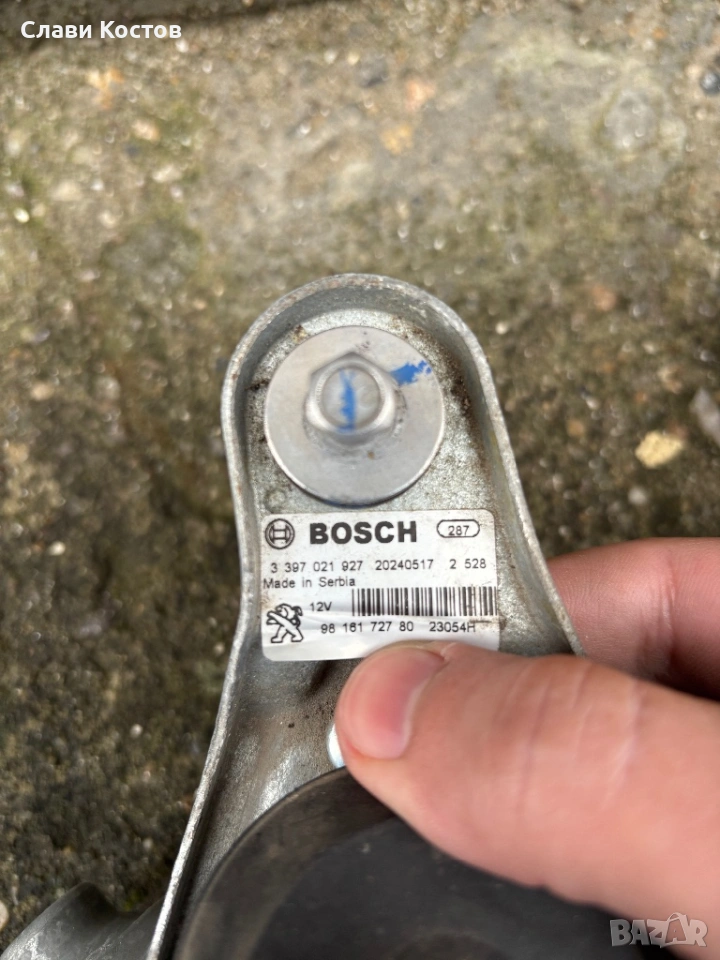 Слави Костов
BOSCH 287
3 397 021 927 20240517 2 528
Made in Serbia
12V
98 161 727 80 23054H
BAZAR